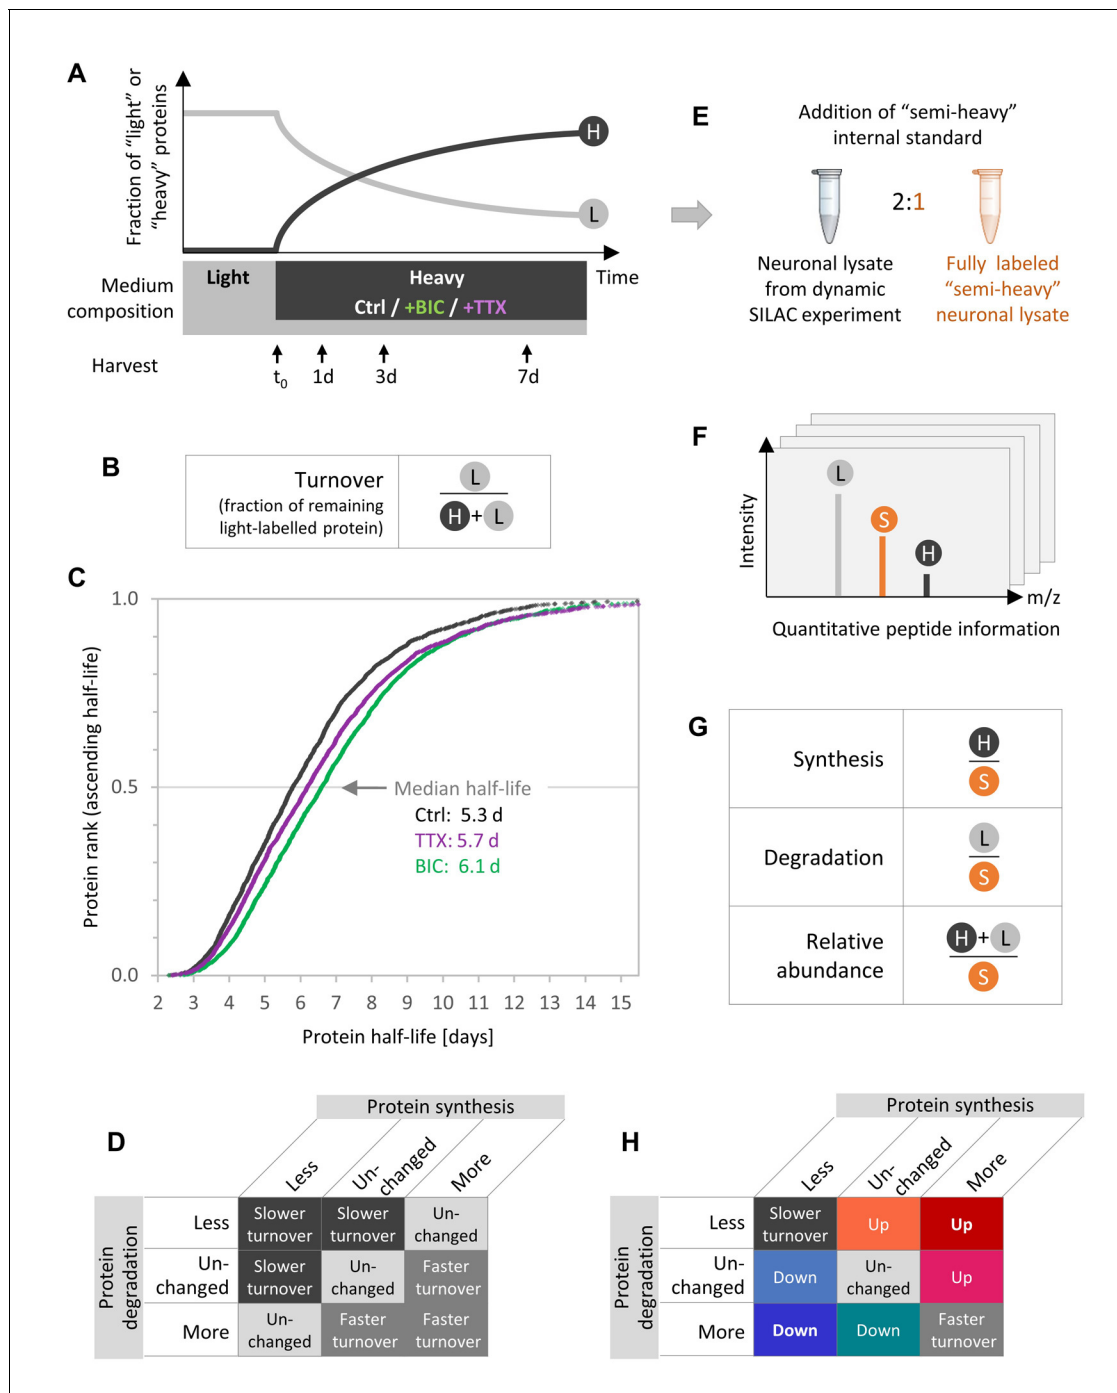 A
Fraction of “light” or
“heavy” proteins
H
L
Time
Medium
composition
Light
Heavy
Ctrl / +BIC / +TTX
Harvest
t0
1d
3d
7d
B
Turnover
(fraction of remaining
light-labelled protein)
L
H+L
C
Protein rank (ascending half-life)
1.0
0.5
0.0
Median half-life
Ctrl: 5.3 d
TTX: 5.7 d
BIC: 6.1 d
2 3 4 5 6 7 8 9 10 11 12 13 14 15
Protein half-life [days]
D
Protein synthesis
Less
Un-
changed
More
Protein
degradation
Less
Slower
turnover
Slower
turnover
Un-
changed
Un-
changed
Slower
turnover
Un-
changed
Faster
turnover
More
Un-
changed
Faster
turnover
Faster
turnover
E
Addition of “semi-heavy”
internal standard
2:1
Neuronal lysate
from dynamic
SILAC experiment
Fully labeled
“semi-heavy”
neuronal lysate
F
Intensity
L
S
H
m/z
Quantitative peptide information
G
Synthesis
H
S
Degradation
L
S
Relative
abundance
H+L
S
H
Protein synthesis
Less
Un-
changed
More
Protein
degradation
Less
Slower
turnover
Up
Up
Un-
changed
Down
Un-
changed
Up
More
Down
Down
Faster
turnover